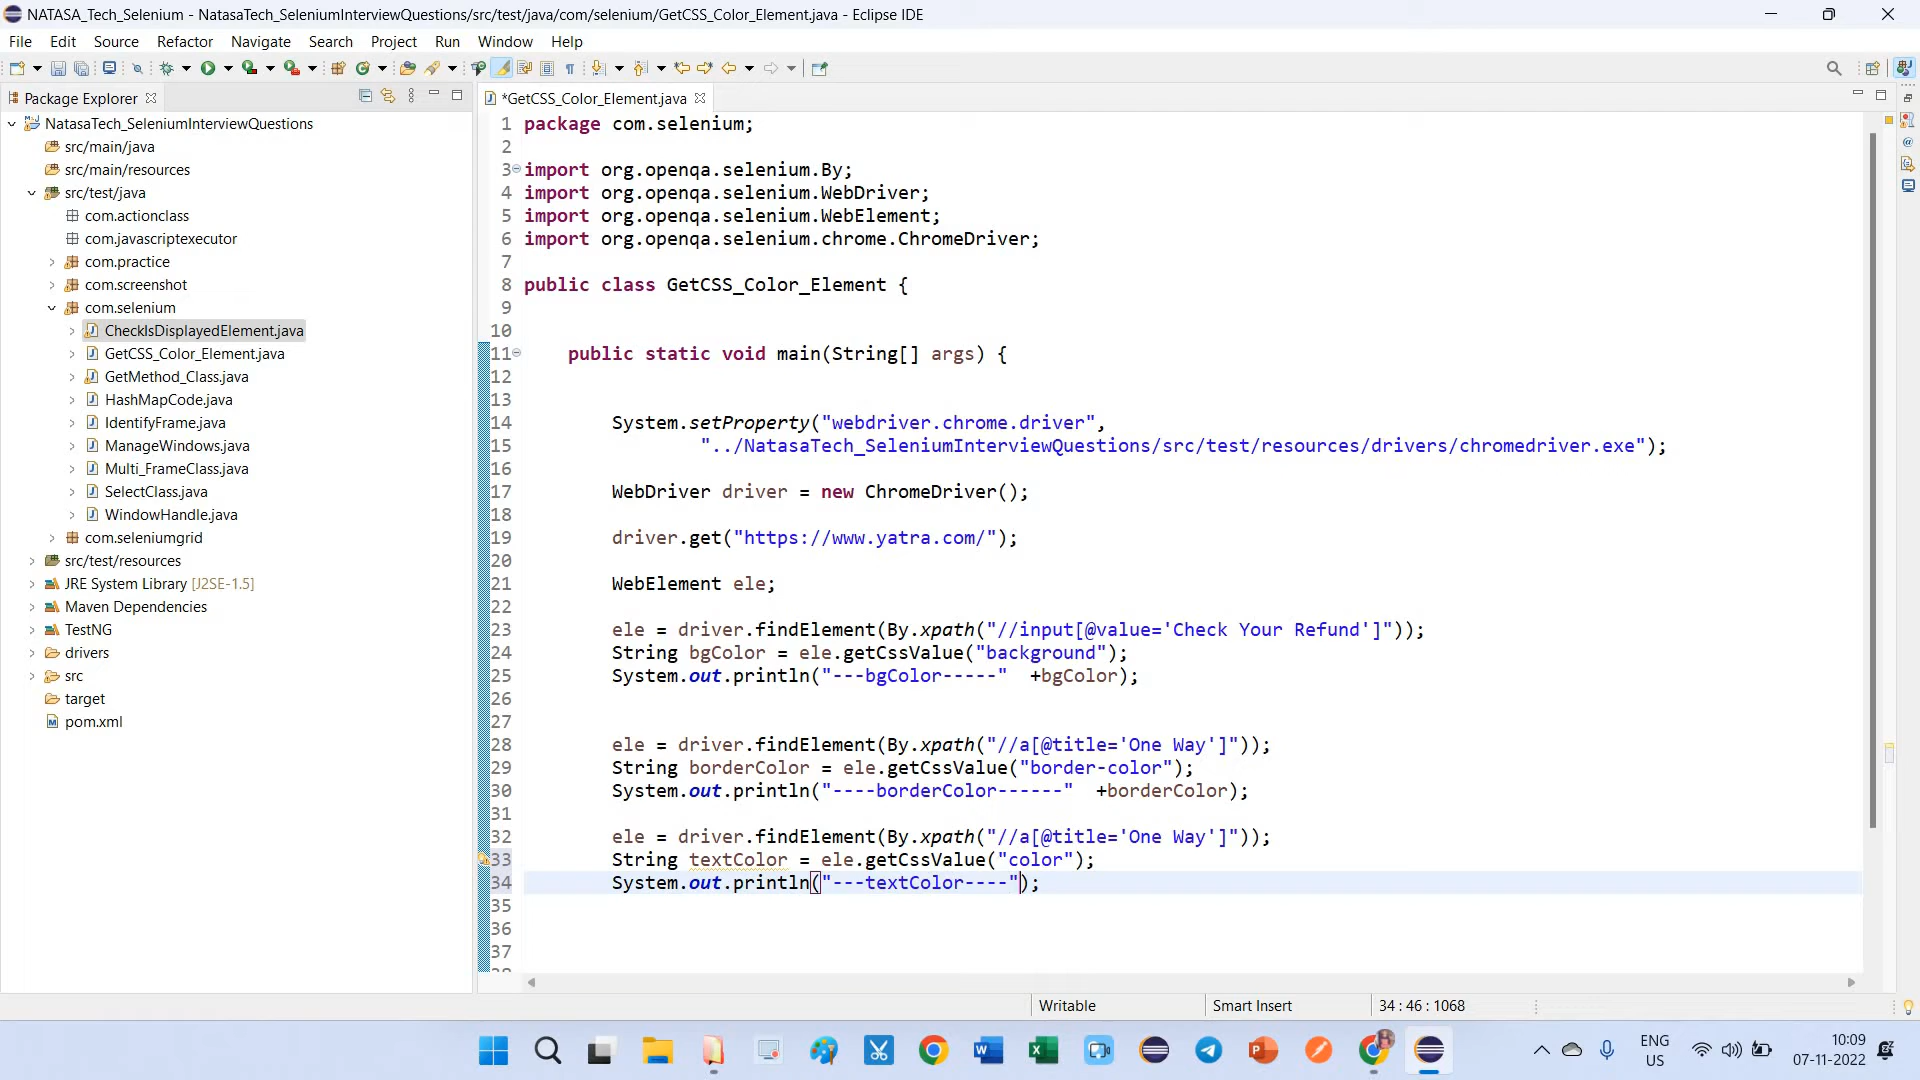 NATASA_Tech_Selenium - NatasaTech_SeleniumInterviewQuestions/src/test/java/com/selenium/GetCSS_Color_Element.java - Eclipse IDE
File Edit Source Refactor Navigate Search Project Run Window Help
Package Explorer
NatasaTech_SeleniumInterviewQuestions
src/main/java
src/main/resources
src/test/java
com.actionclass
com.javascriptexecutor
com.practice
com.screenshot
com.selenium
CheckIsDisplayedElement.java
GetCSS_Color_Element.java
GetMethod_Class.java
HashMapCode.java
IdentifyFrame.java
ManageWindows.java
Multi_FrameClass.java
SelectClass.java
WindowHandle.java
com.seleniumgrid
src/test/resources
JRE System Library [J2SE-1.5]
Maven Dependencies
TestNG
drivers
src
target
pom.xml
*GetCSS_Color_Element.java
1 package com.selenium;
2
3 import org.openqa.selenium.By;
4 import org.openqa.selenium.WebDriver;
5 import org.openqa.selenium.WebElement;
6 import org.openqa.selenium.chrome.ChromeDriver;
7
8 public class GetCSS_Color_Element {
9
10
11 public static void main(String[] args) {
12
13
14 System.setProperty("webdriver.chrome.driver",
15 "../NatasaTech_SeleniumInterviewQuestions/src/test/resources/drivers/chromedriver.exe");
16
17 WebDriver driver = new ChromeDriver();
18
19 driver.get("https://www.yatra.com/");
20
21 WebElement ele;
22
23 ele = driver.findElement(By.xpath("//input[@value='Check Your Refund']"));
24 String bgColor = ele.getCssValue("background");
25 System.out.println("---bgColor-----" +bgColor);
26
27
28 ele = driver.findElement(By.xpath("//a[@title='One Way']"));
29 String borderColor = ele.getCssValue("border-color");
30 System.out.println("----borderColor------" +borderColor);
31
32 ele = driver.findElement(By.xpath("//a[@title='One Way']"));
33 String textColor = ele.getCssValue("color");
34 System.out.println("---textColor----");
35
36
37
Writable Smart Insert 34 : 46 : 1068
ENG
US
10:09
07-11-2022